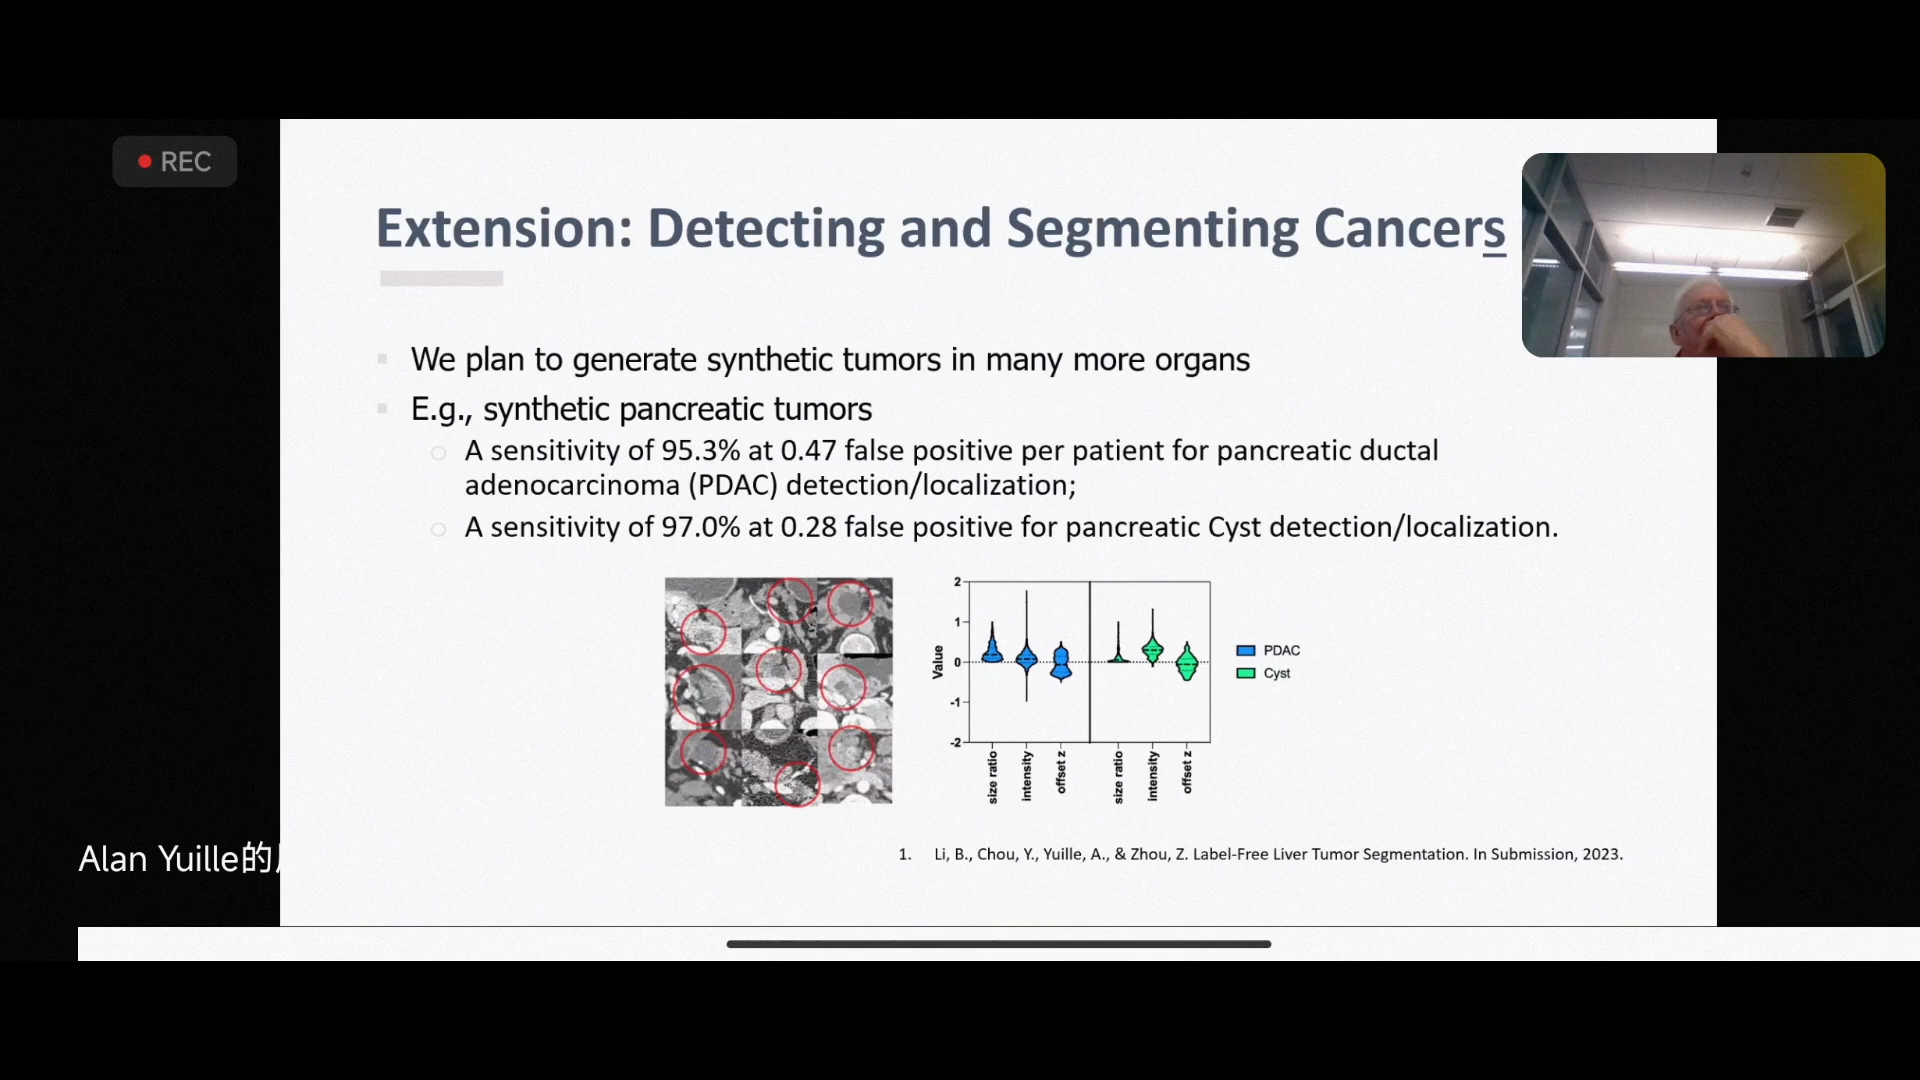 REC
Extension: Detecting and Segmenting Cancers
We plan to generate synthetic tumors in many more organs
E.g., synthetic pancreatic tumors
A sensitivity of 95.3% at 0.47 false positive per patient for pancreatic ductal
adenocarcinoma (PDAC) detection/localization;
A sensitivity of 97.0% at 0.28 false positive for pancreatic Cyst detection/localization.
2
1
0
-1
-2
Value
size ratio
intensity
offset z
size ratio
intensity
offset z
PDAC
Cyst
Alan Yuille的
1. Li, B., Chou, Y., Yuille, A., & Zhou, Z. Label-Free Liver Tumor Segmentation. In Submission, 2023.